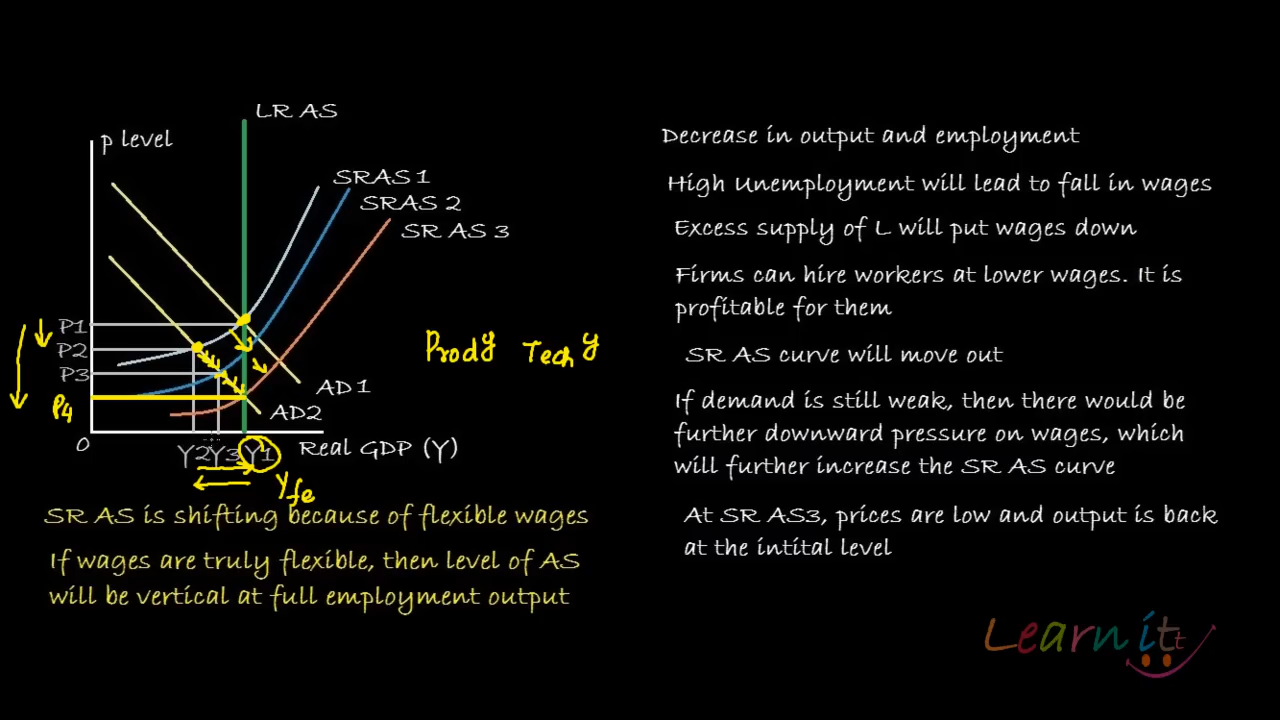 LR AS
p level
SRAS 1
SRAS 2
SR AS 3
P1
P2
P3
P4
AD1
AD2
0
Y2
Y3
Y1
Real GDP (Y)
Yfe
Prody Techy
SR AS is shifting because of flexible wages
If wages are truly flexible, then level of AS
will be vertical at full employment output
Decrease in output and employment
High Unemployment will lead to fall in wages
Excess supply of L will put wages down
Firms can hire workers at lower wages. It is
profitable for them
SR AS curve will move out
If demand is still weak, then there would be
further downward pressure on wages, which
will further increase the SR AS curve
At SR AS3, prices are low and output is back
at the intital level
Learn itt